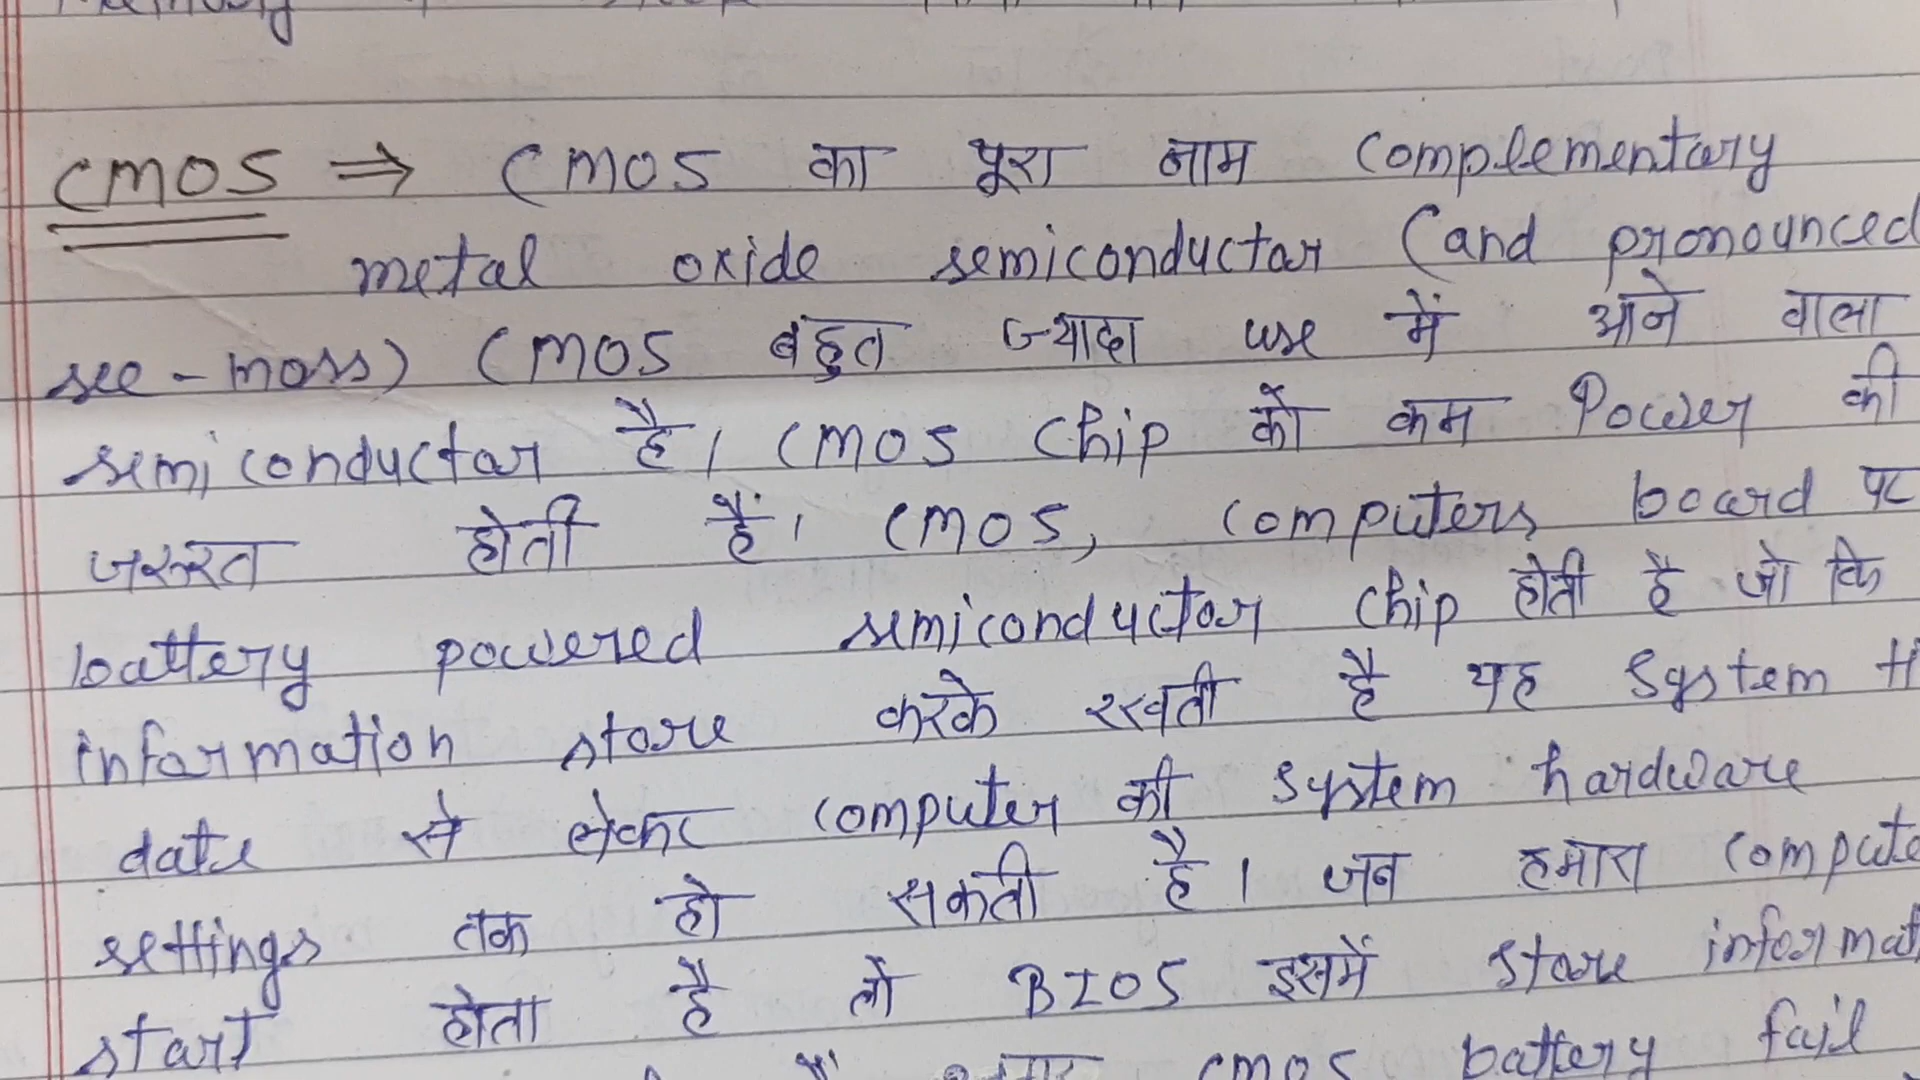 CMOS ⇒ CMOS का पूरा नाम Complementary
metal oxide semiconductor (and pronounced
see-moss) CMOS बहुत ज्यादा use में आने वाला
semiconductor है। CMOS Chip को कम Power की
जरुरत होती है। CMOS, computers board पर
battery powered semiconductor chip होती है जो कि
information store करके रखती है यह System
date से लेकर computer की system hardware
settings तक हो सकती है। जब हमारा compute
start होता है तो BIOS इसमें store informat
CMOS battery fail